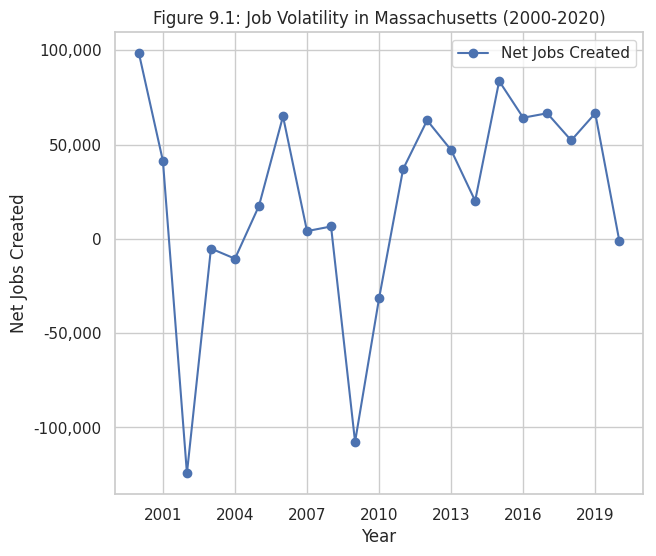 Figure 9.1: Job Volatility in Massachusetts (2000-2020)
Net Jobs Created
100,000
50,000
0
-50,000
-100,000
Net Jobs Created
2001 2004 2007 2010 2013 2016 2019
Year